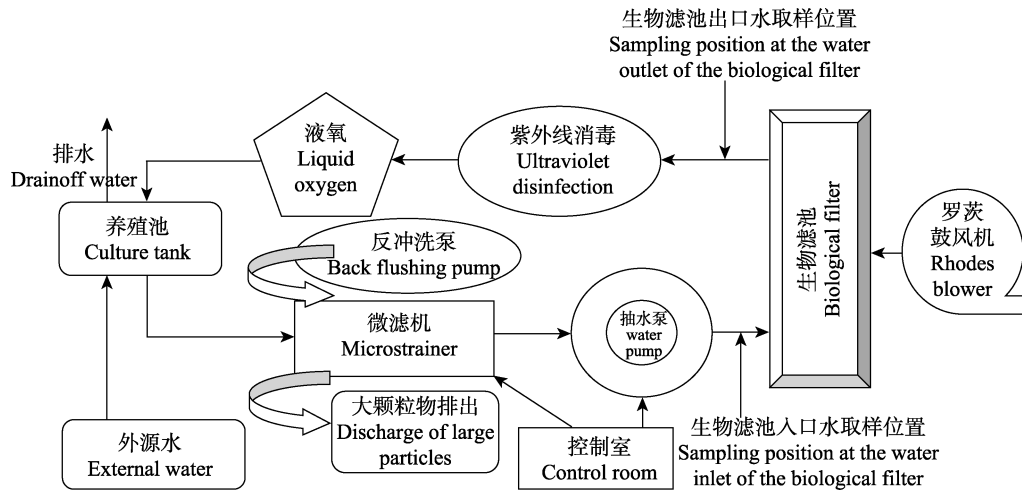 生物滤池出口水取样位置
Sampling position at the water
outlet of the biological filter
液氧
Liquid
oxygen
紫外线消毒
Ultraviolet
disinfection
排水
Drainoff water
养殖池
Culture tank
反冲洗泵
Back flushing pump
生物滤池
Biological filter
罗茨
鼓风机
Rhodes
blower
微滤机
Microstrainer
抽水泵
water
pump
大颗粒物排出
Discharge of large
particles
外源水
External water
控制室
Control room
生物滤池入口水取样位置
Sampling position at the water
inlet of the biological filter